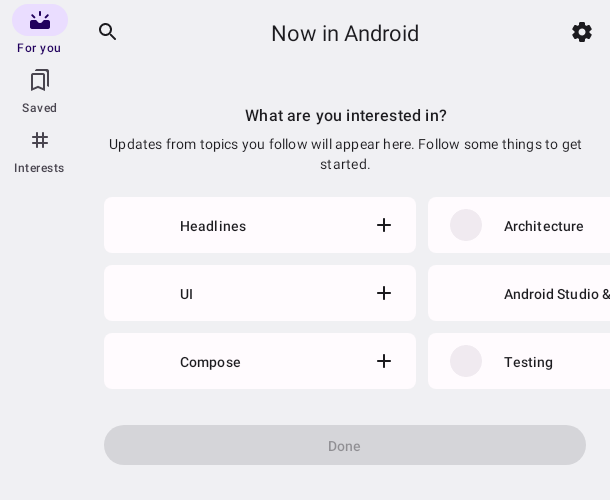 Now in Android
For you
Saved
Interests
What are you interested in?
Updates from topics you follow will appear here. Follow some things to get
started.
Headlines
Architecture
UI
Android Studio &
Compose
Testing
Done